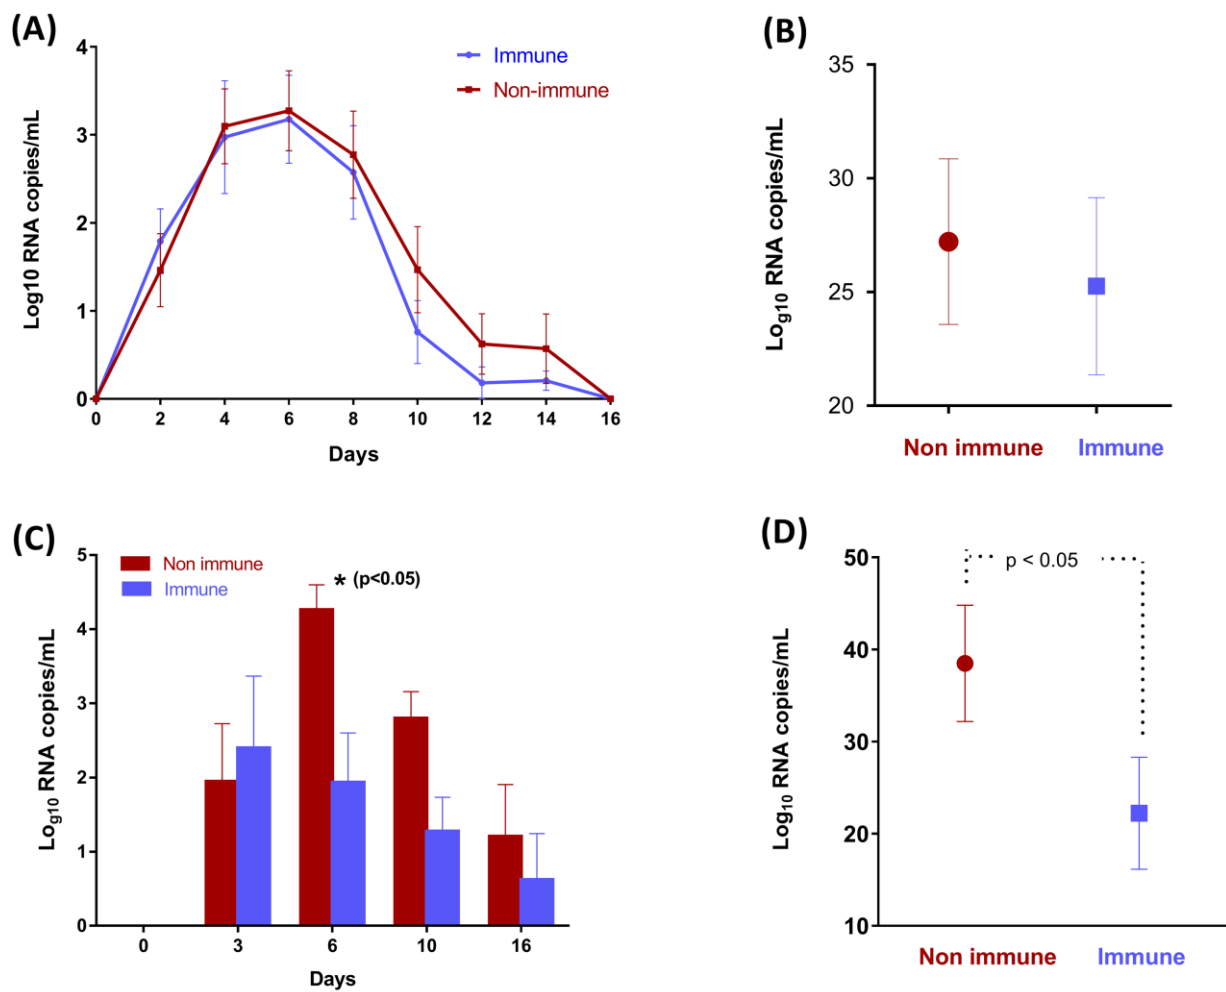 (A)
4
3
2
1
0
Log10 RNA copies/mL
Immune
Non-immune
0 2 4 6 8 10 12 14 16
Days
(B)
35
30
25
20
Log10 RNA copies/mL
Non immune Immune
(C)
5
4
3
2
1
0
Log10 RNA copies/mL
Non immune
Immune
* (p<0.05)
0 3 6 10 16
Days
(D)
50
40
30
20
10
Log10 RNA copies/mL
p < 0.05
Non immune Immune